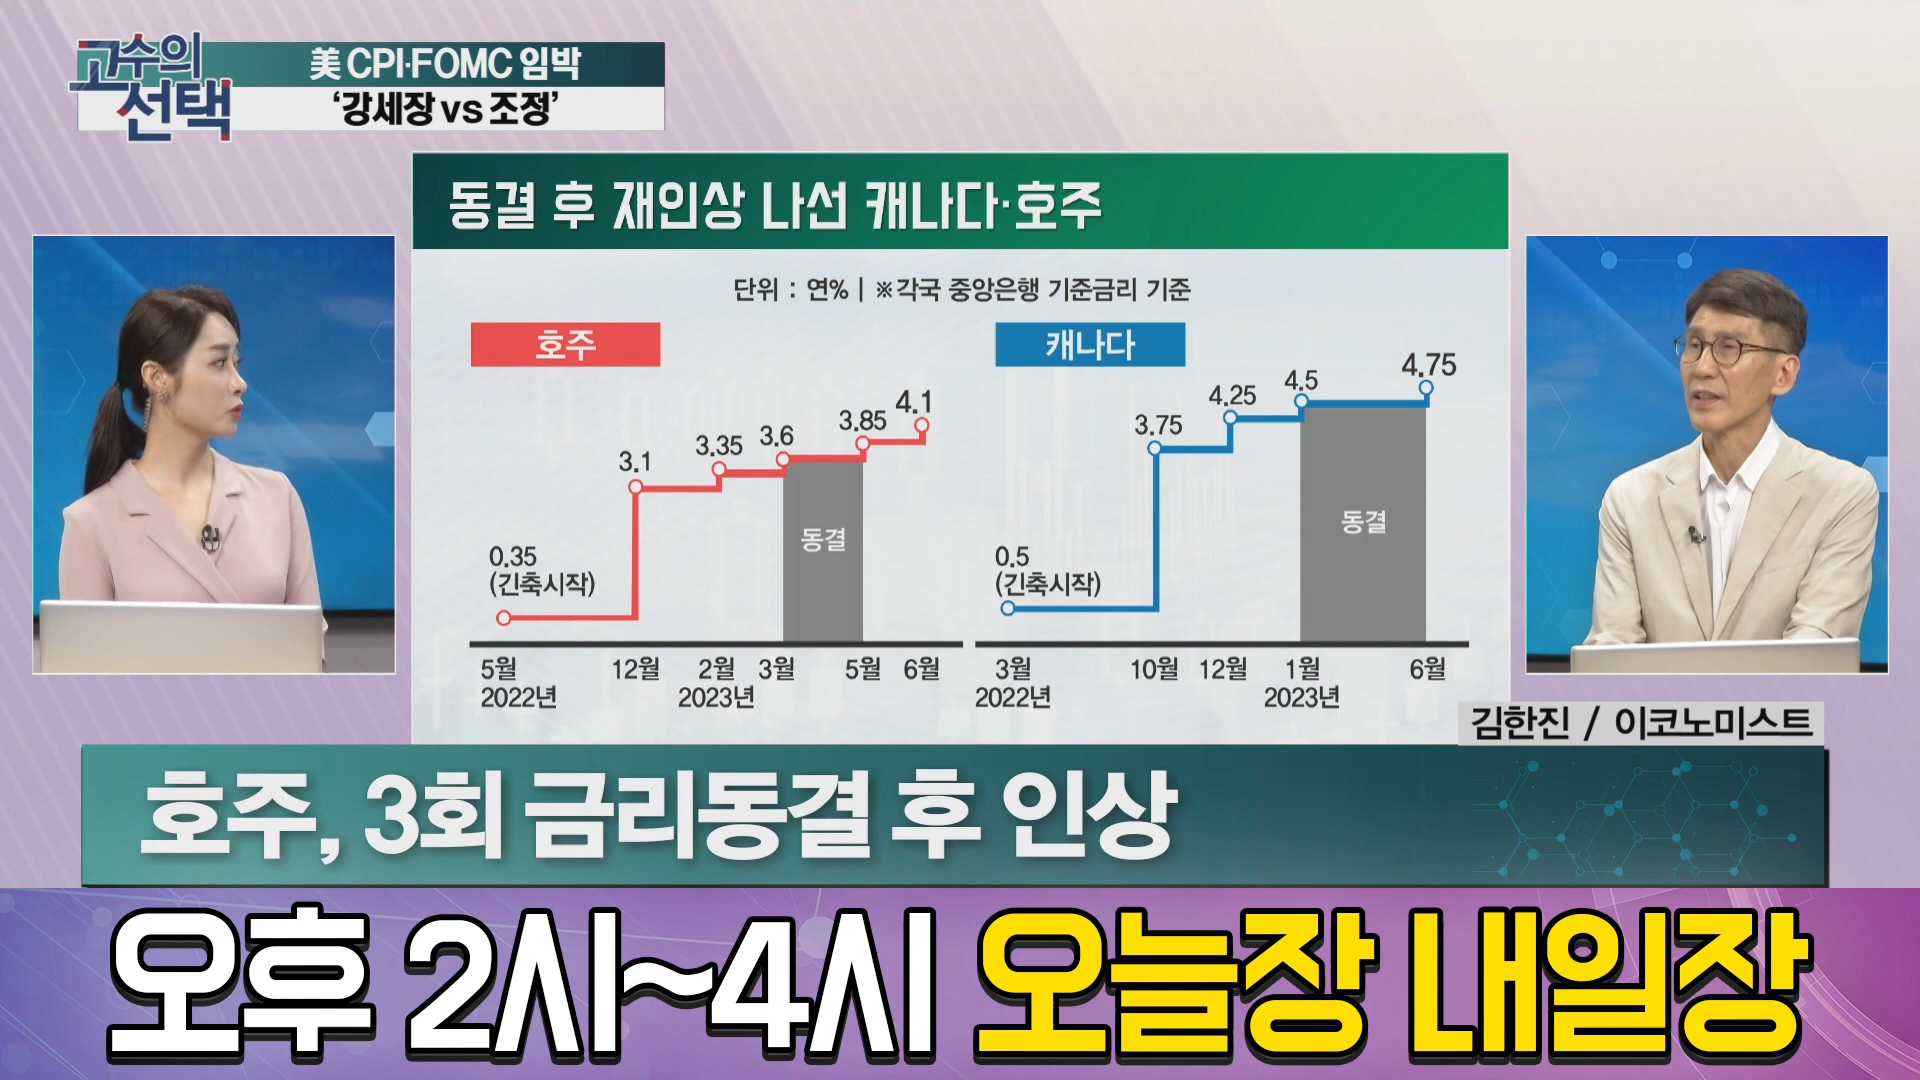 고수의
선택
美 CPI·FOMC 임박
‘강세장 vs 조정’
동결 후 재인상 나선 캐나다·호주
단위 : 연% | ※각국 중앙은행 기준금리 기준
호주
0.35
(긴축시작)
3.1
3.35
3.6
3.85
4.1
동결
5월
12월
2월
3월
5월
6월
2022년
2023년
캐나다
0.5
(긴축시작)
3.75
4.25
4.5
4.75
동결
3월
10월
12월
1월
6월
2022년
2023년
김한진 / 이코노미스트
호주, 3회 금리동결 후 인상
오후 2시~4시 오늘장 내일장